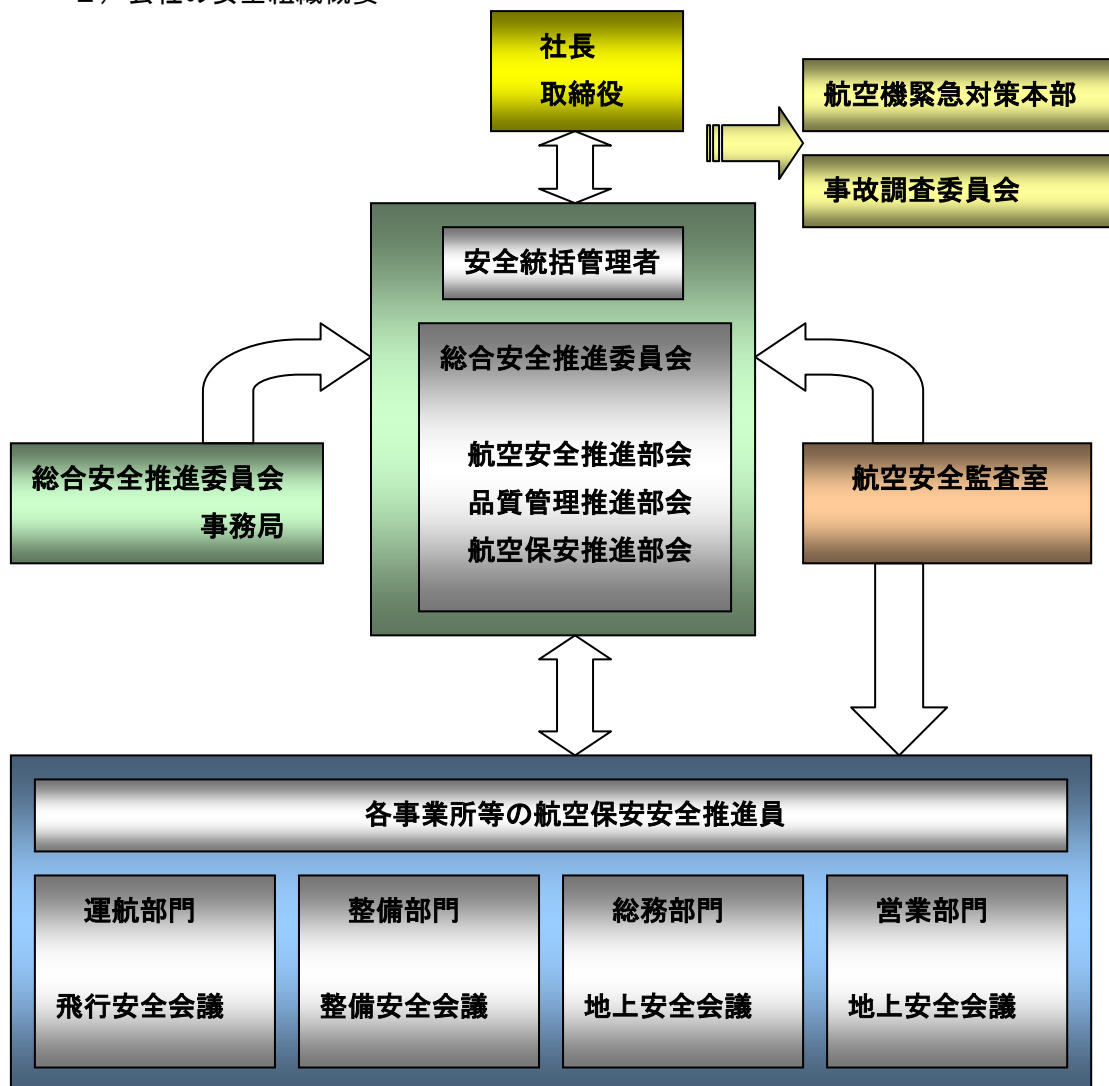 社長
取締役
航空機緊急対策本部
事故調査委員会
安全統括管理者
総合安全推進委員会
航空安全推進部会
品質管理推進部会
航空保安推進部会
総合安全推進委員会
事務局
航空安全監査室
各事業所等の航空保安安全推進員
運航部門
飛行安全会議
整備部門
整備安全会議
総務部門
地上安全会議
営業部門
地上安全会議